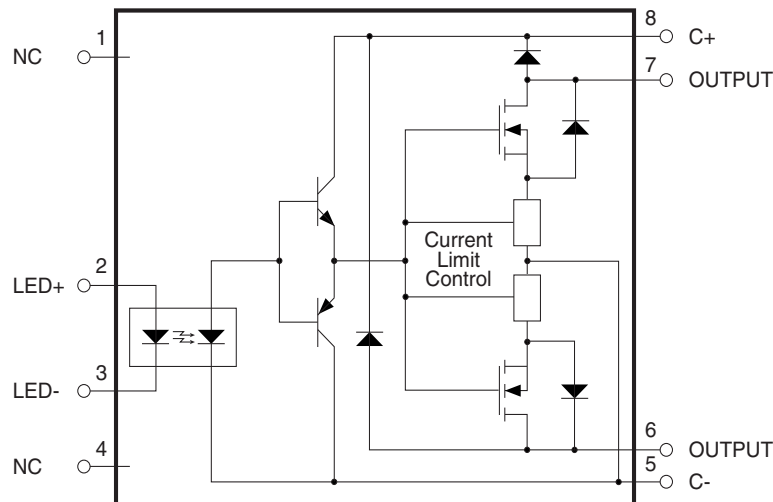 8
C+
1
NC
7
OUTPUT
Current
Limit
Control
2
LED+
3
LED-
4
NC
6
OUTPUT
5
C-